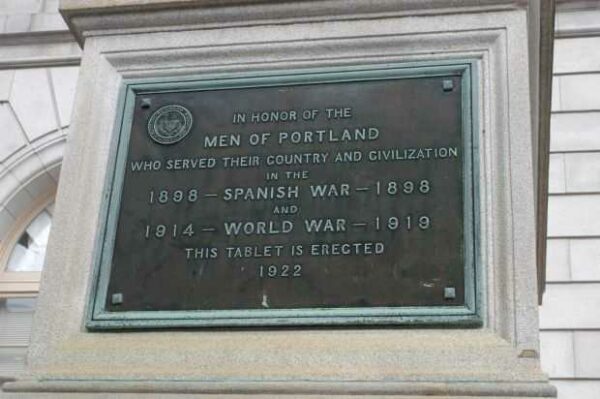 IN HONOR OF THE
MEN OF PORTLAND
WHO SERVED THEIR COUNTRY AND CIVILIZATION
IN THE
1898 – SPANISH WAR – 1898
AND
1914 – WORLD WAR – 1919
THIS TABLET IS ERECTED
1922